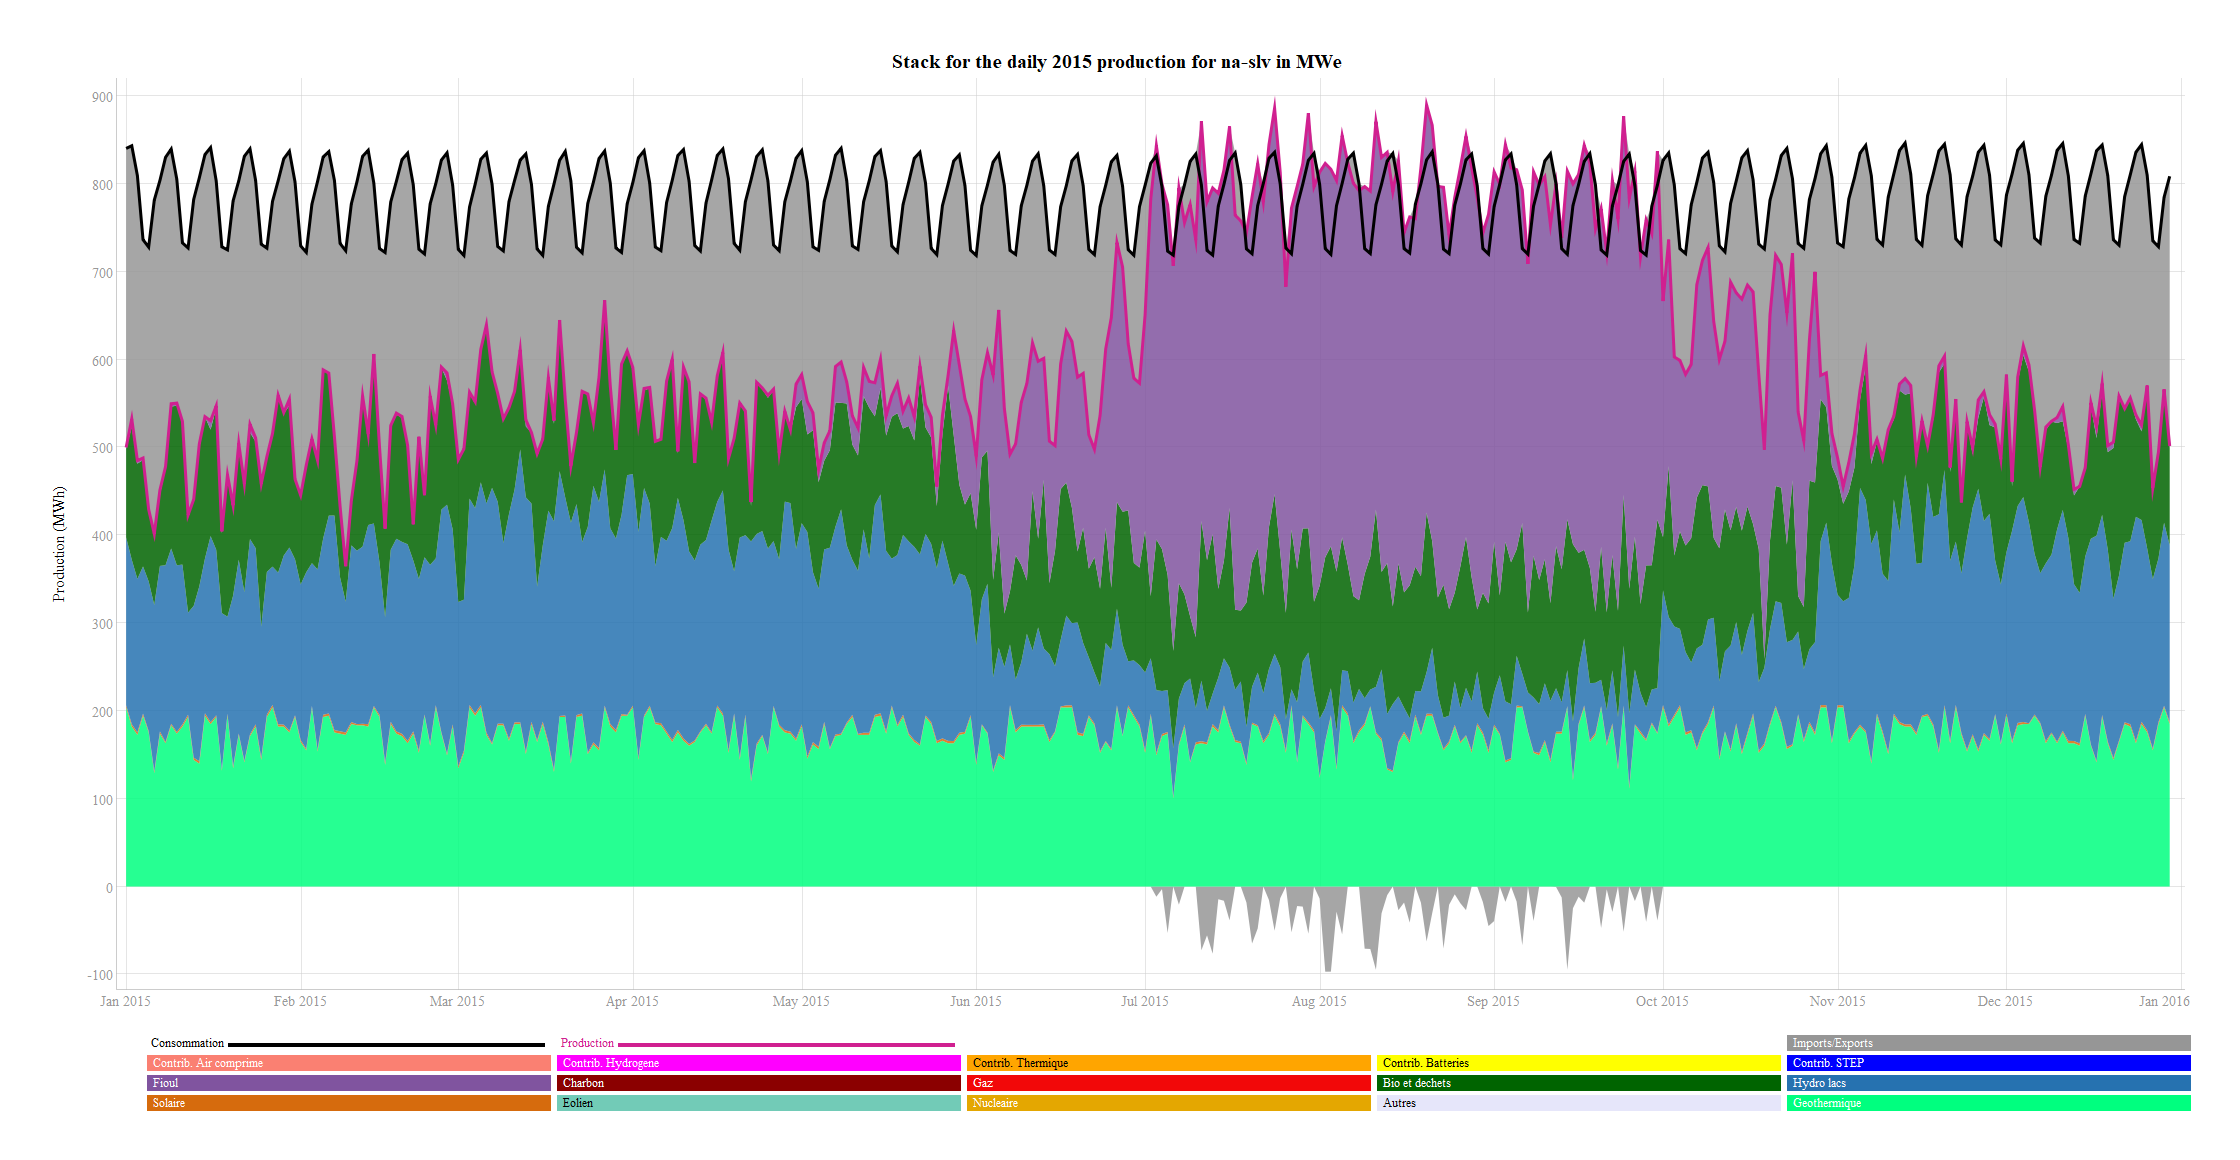 Stack for the daily 2015 production for na-slv in MWe
900
800
700
600
500
400
300
200
100
0
-100
Production (MWh)
Jan 2015 Feb 2015 Mar 2015 Apr 2015 May 2015 Jun 2015 Jul 2015 Aug 2015 Sep 2015 Oct 2015 Nov 2015 Dec 2015 Jan 2016
Consommation Production Imports/Exports
Contrib. Air comprime Contrib. Hydrogene Contrib. Thermique Contrib. Batteries Contrib. STEP
Fioul Charbon Gaz Bio et dechets Hydro lacs
Solaire Eolien Nucleaire Autres Geothermique